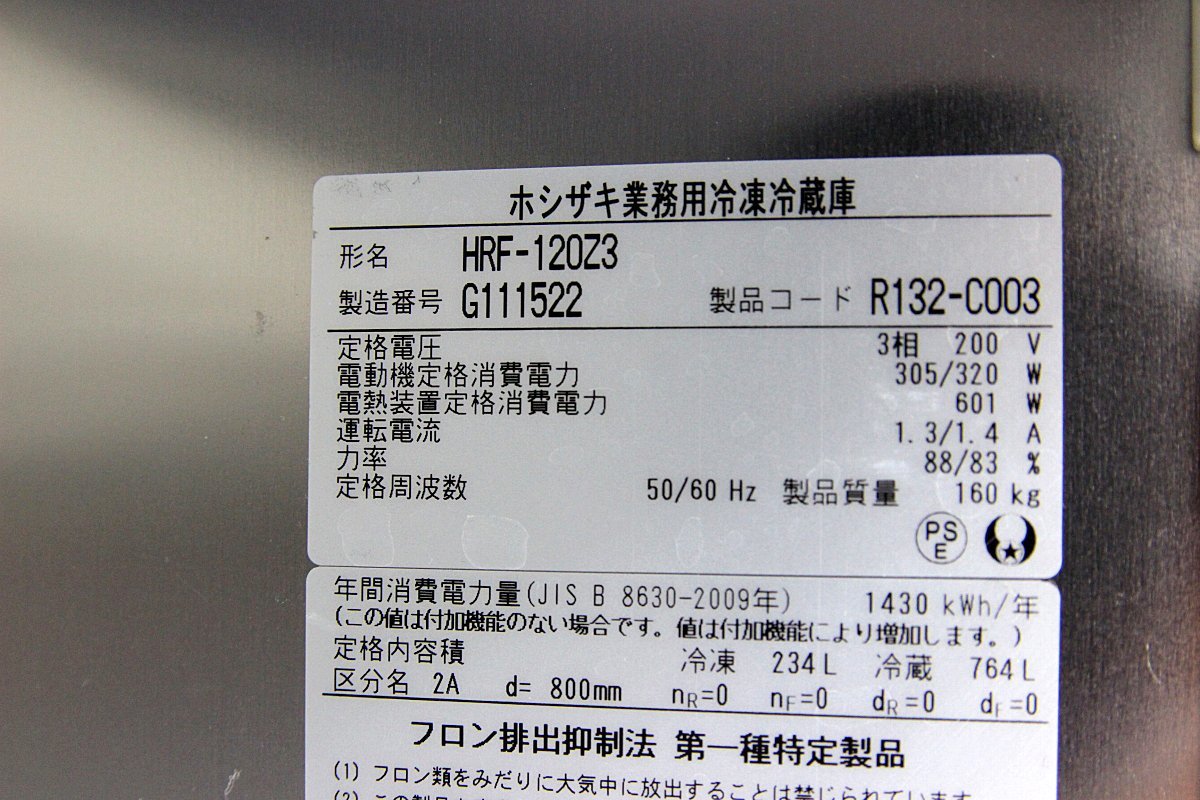 ホシザキ業務用冷凍冷蔵庫
形名 HRF-120Z3
製造番号 G111522 製品コード R132-C003
定格電圧 3相 200 V
電動機定格消費電力 305/320 W
電熱装置定格消費電力 601 W
運転電流 1.3/1.4 A
力率 88/83 %
定格周波数 50/60 Hz 製品質量 160 kg
PS E
年間消費電力量(JIS B 8630-2009年) 1430 kWh/年
(この値は付加機能のない場合です。値は付加機能により増加します。)
定格内容積 冷凍 234L 冷蔵 764L
区分名 2A d= 800mm nR=0 nF=0 dR=0 dF=0
フロン排出抑制法 第一種特定製品
(1) フロン類をみだりに大気中に放出することは禁じられています。
(2) この製品